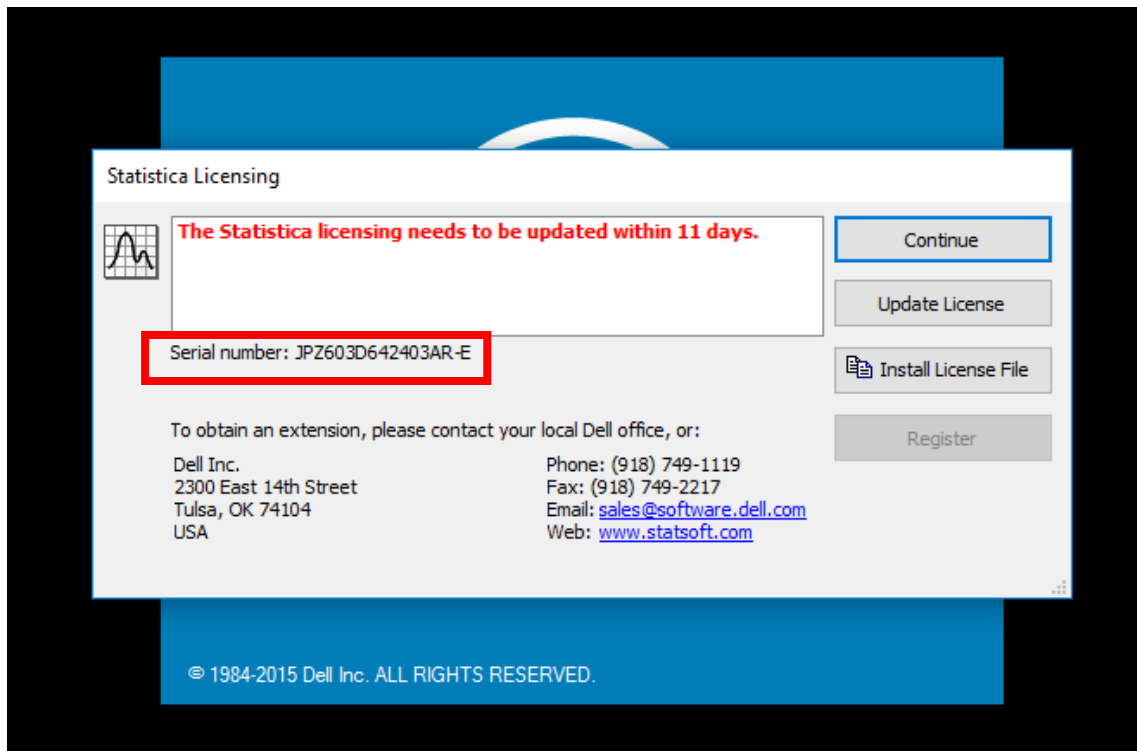 Statistica Licensing
The Statistica licensing needs to be updated within 11 days.
Continue
Update License
Serial number: JPZ603D642403AR-E
Install License File
To obtain an extension, please contact your local Dell office, or:
Register
Dell Inc.
2300 East 14th Street
Tulsa, OK 74104
USA
Phone: (918) 749-1119
Fax: (918) 749-2217
Email: sales@software.dell.com
Web: www.statsoft.com
© 1984-2015 Dell Inc. ALL RIGHTS RESERVED.